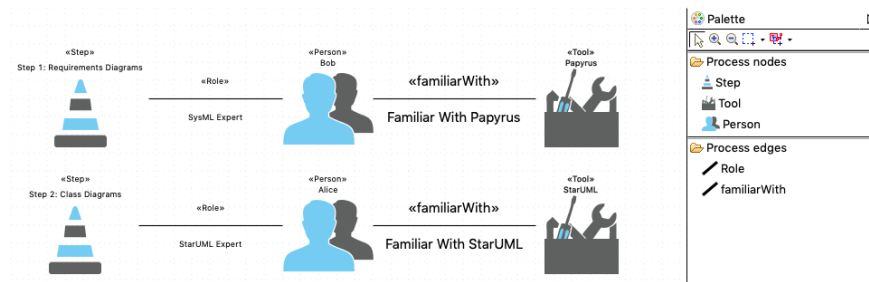 «Step»
Step 1: Requirements Diagrams
«Role»
SysML Expert
«Person»
Bob
«familiarWith»
Familiar With Papyrus
«Tool»
Papyrus
«Step»
Step 2: Class Diagrams
«Role»
StarUML Expert
«Person»
Alice
«familiarWith»
Familiar With StarUML
«Tool»
StarUML
Palette
Process nodes
Step
Tool
Person
Process edges
Role
familiarWith